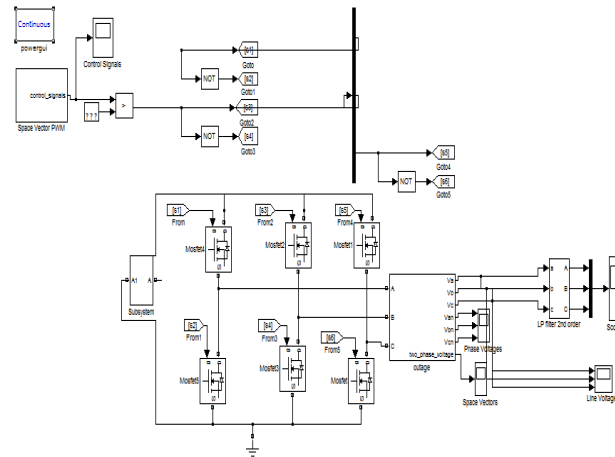 Continuous
powergui
Control Signals
control_signals
Space Vector PWM
???
>
NOT
NOT
NOT
[s1]
Goto
[s2]
Goto1
[s3]
Goto2
[s4]
Goto3
[s5]
Goto4
[s6]
Goto5
[s1]
From
[s3]
From2
[s5]
From4
Mosfet4
Mosfet2
Mosfet1
A1
A
Subsystem
[s2]
From1
[s4]
From3
[s6]
From5
Mosfet5
Mosfet3
Mosfet
A
B
C
Va
Vb
Vc
Van
Vbn
Vcn
two_phase_voltage
outage
Phase Voltages
Space Vectors
a
b
c
A
B
C
LP filter 2nd order
Line Voltage